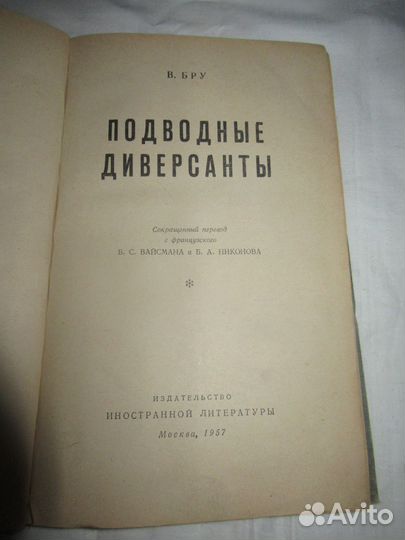 В. БРУ
ПОДВОДНЫЕ
ДИВЕРСАНТЫ
Сокращенный перевод
с французского
Б. С. ВАЙСМАНА и Б. А. НИКОНОВА
*
ИЗДАТЕЛЬСТВО
ИНОСТРАННОЙ ЛИТЕРАТУРЫ
Москва, 1957
Avito